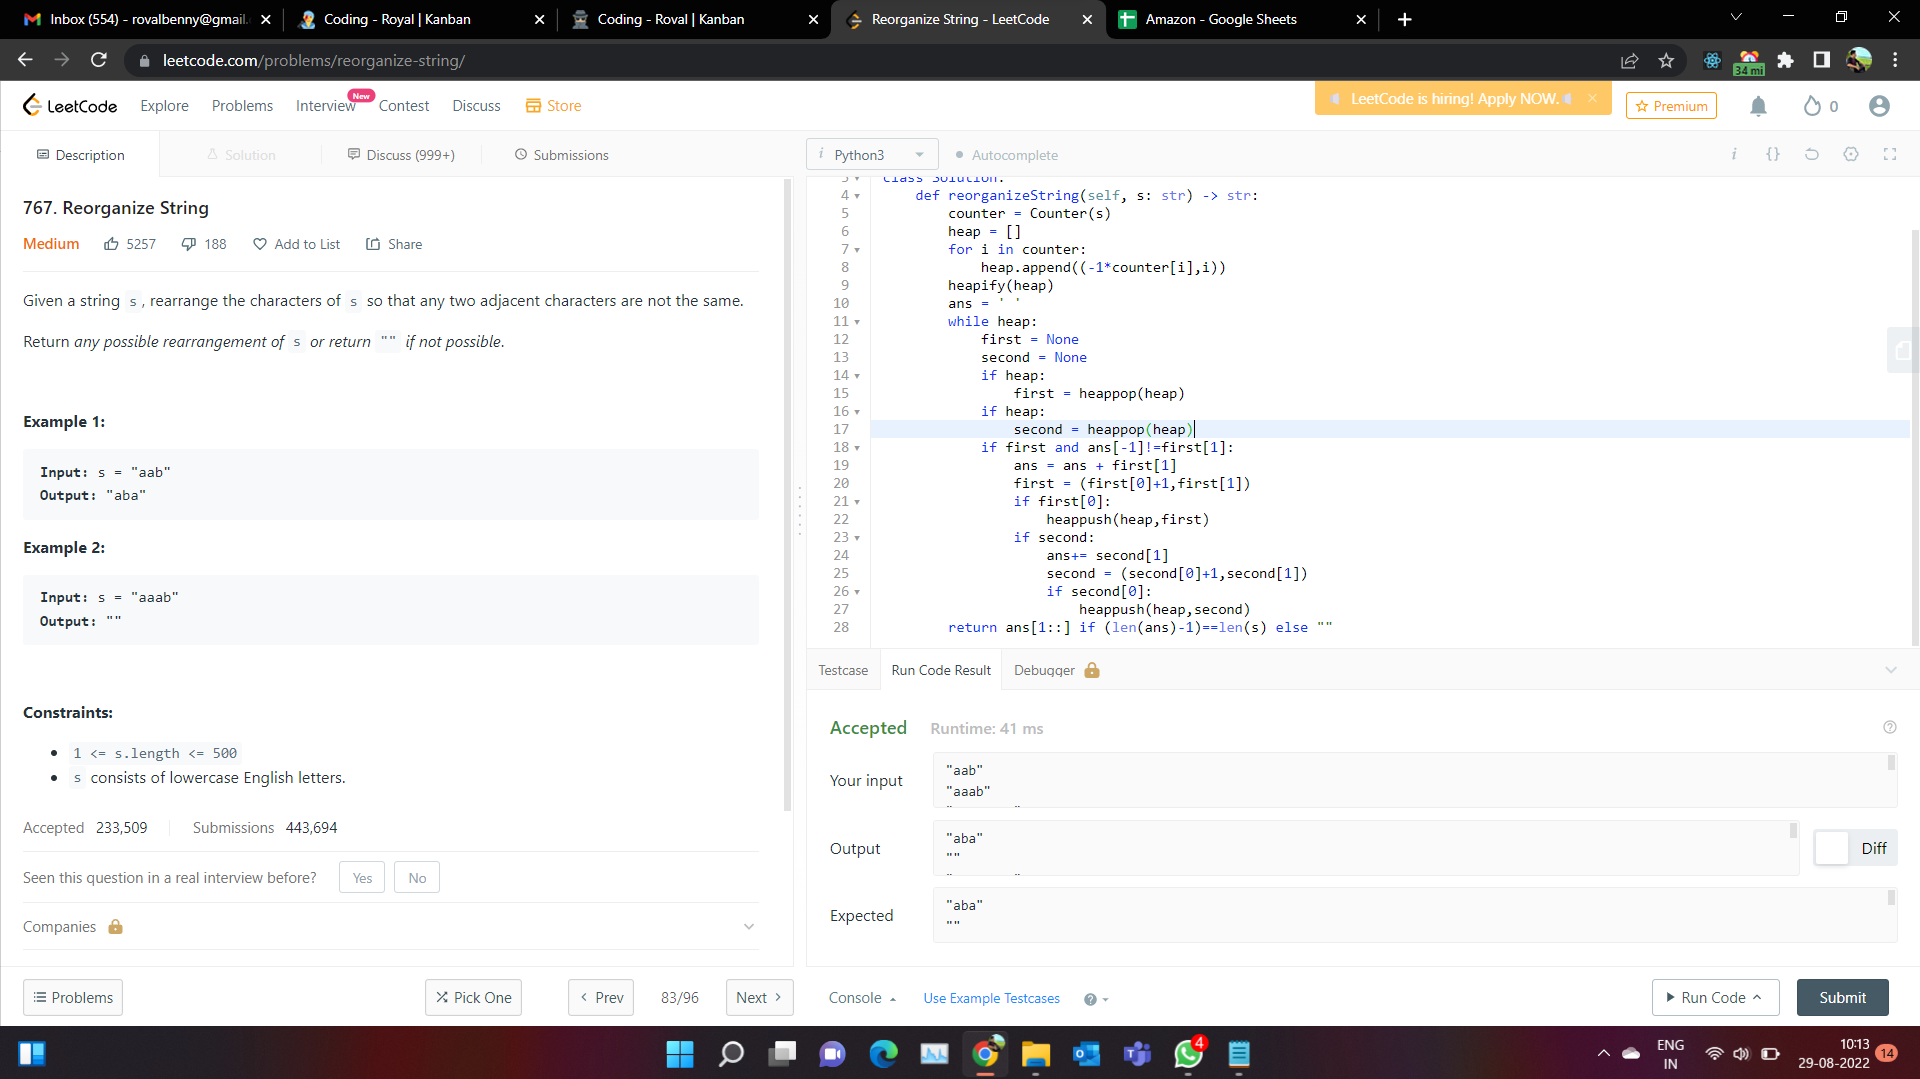 Inbox (554) - rovalbenny@gmail.
Coding - Royal | Kanban
Coding - Roval | Kanban
Reorganize String - LeetCode
Amazon - Google Sheets
leetcode.com/problems/reorganize-string/
34 mi
LeetCode
Explore
Problems
Interview
New
Contest
Discuss
Store
LeetCode is hiring! Apply NOW.
Premium
0
Description
Solution
Discuss (999+)
Submissions
767. Reorganize String
Medium
5257
188
Add to List
Share
Given a string s, rearrange the characters of s so that any two adjacent characters are not the same.
Return any possible rearrangement of s or return "" if not possible.
Example 1:
Input: s = "aab"
Output: "aba"
Example 2:
Input: s = "aaab"
Output: ""
Constraints:
1 <= s.length <= 500
s consists of lowercase English letters.
Accepted 233,509
Submissions 443,694
Seen this question in a real interview before?
Yes
No
Companies
Problems
Pick One
Prev
83/96
Next
i Python3
Autocomplete
i {}
3 class Solution:
4 def reorganizeString(self, s: str) -> str:
5 counter = Counter(s)
6 heap = []
7 for i in counter:
8 heap.append((-1*counter[i],i))
9 heapify(heap)
10 ans = ' '
11 while heap:
12 first = None
13 second = None
14 if heap:
15 first = heappop(heap)
16 if heap:
17 second = heappop(heap)
18 if first and ans[-1]!=first[1]:
19 ans = ans + first[1]
20 first = (first[0]+1,first[1])
21 if first[0]:
22 heappush(heap,first)
23 if second:
24 ans+= second[1]
25 second = (second[0]+1,second[1])
26 if second[0]:
27 heappush(heap,second)
28 return ans[1::] if (len(ans)-1)==len(s) else ""
Testcase
Run Code Result
Debugger
Accepted
Runtime: 41 ms
Your input
"aab"
"aaab"
Output
"aba"
""
Diff
Expected
"aba"
""
Console
Use Example Testcases
Run Code
Submit
4
ENG
IN
10:13
29-08-2022
14